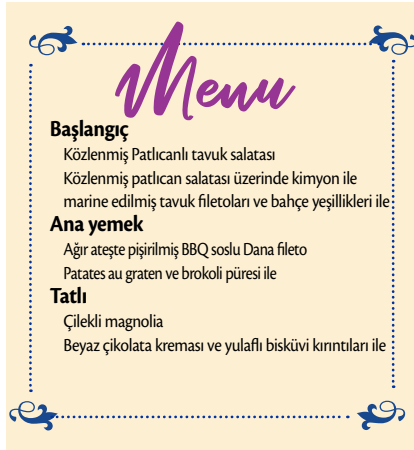 Menu
Başlangıç
Közlenmiş Patlıcanlı tavuk salatası
Közlenmiş patlıcan salatası üzerinde kimyon ile
marine edilmiş tavuk filetoları ve bahçe yeşillikleri ile
Ana yemek
Ağır ateşte pişirilmiş BBQ soslu Dana fileto
Patates au graten ve brokoli püresi ile
Tatlı
Çilekli magnolia
Beyaz çikolata kreması ve yulaflı bisküvi kırıntıları ile